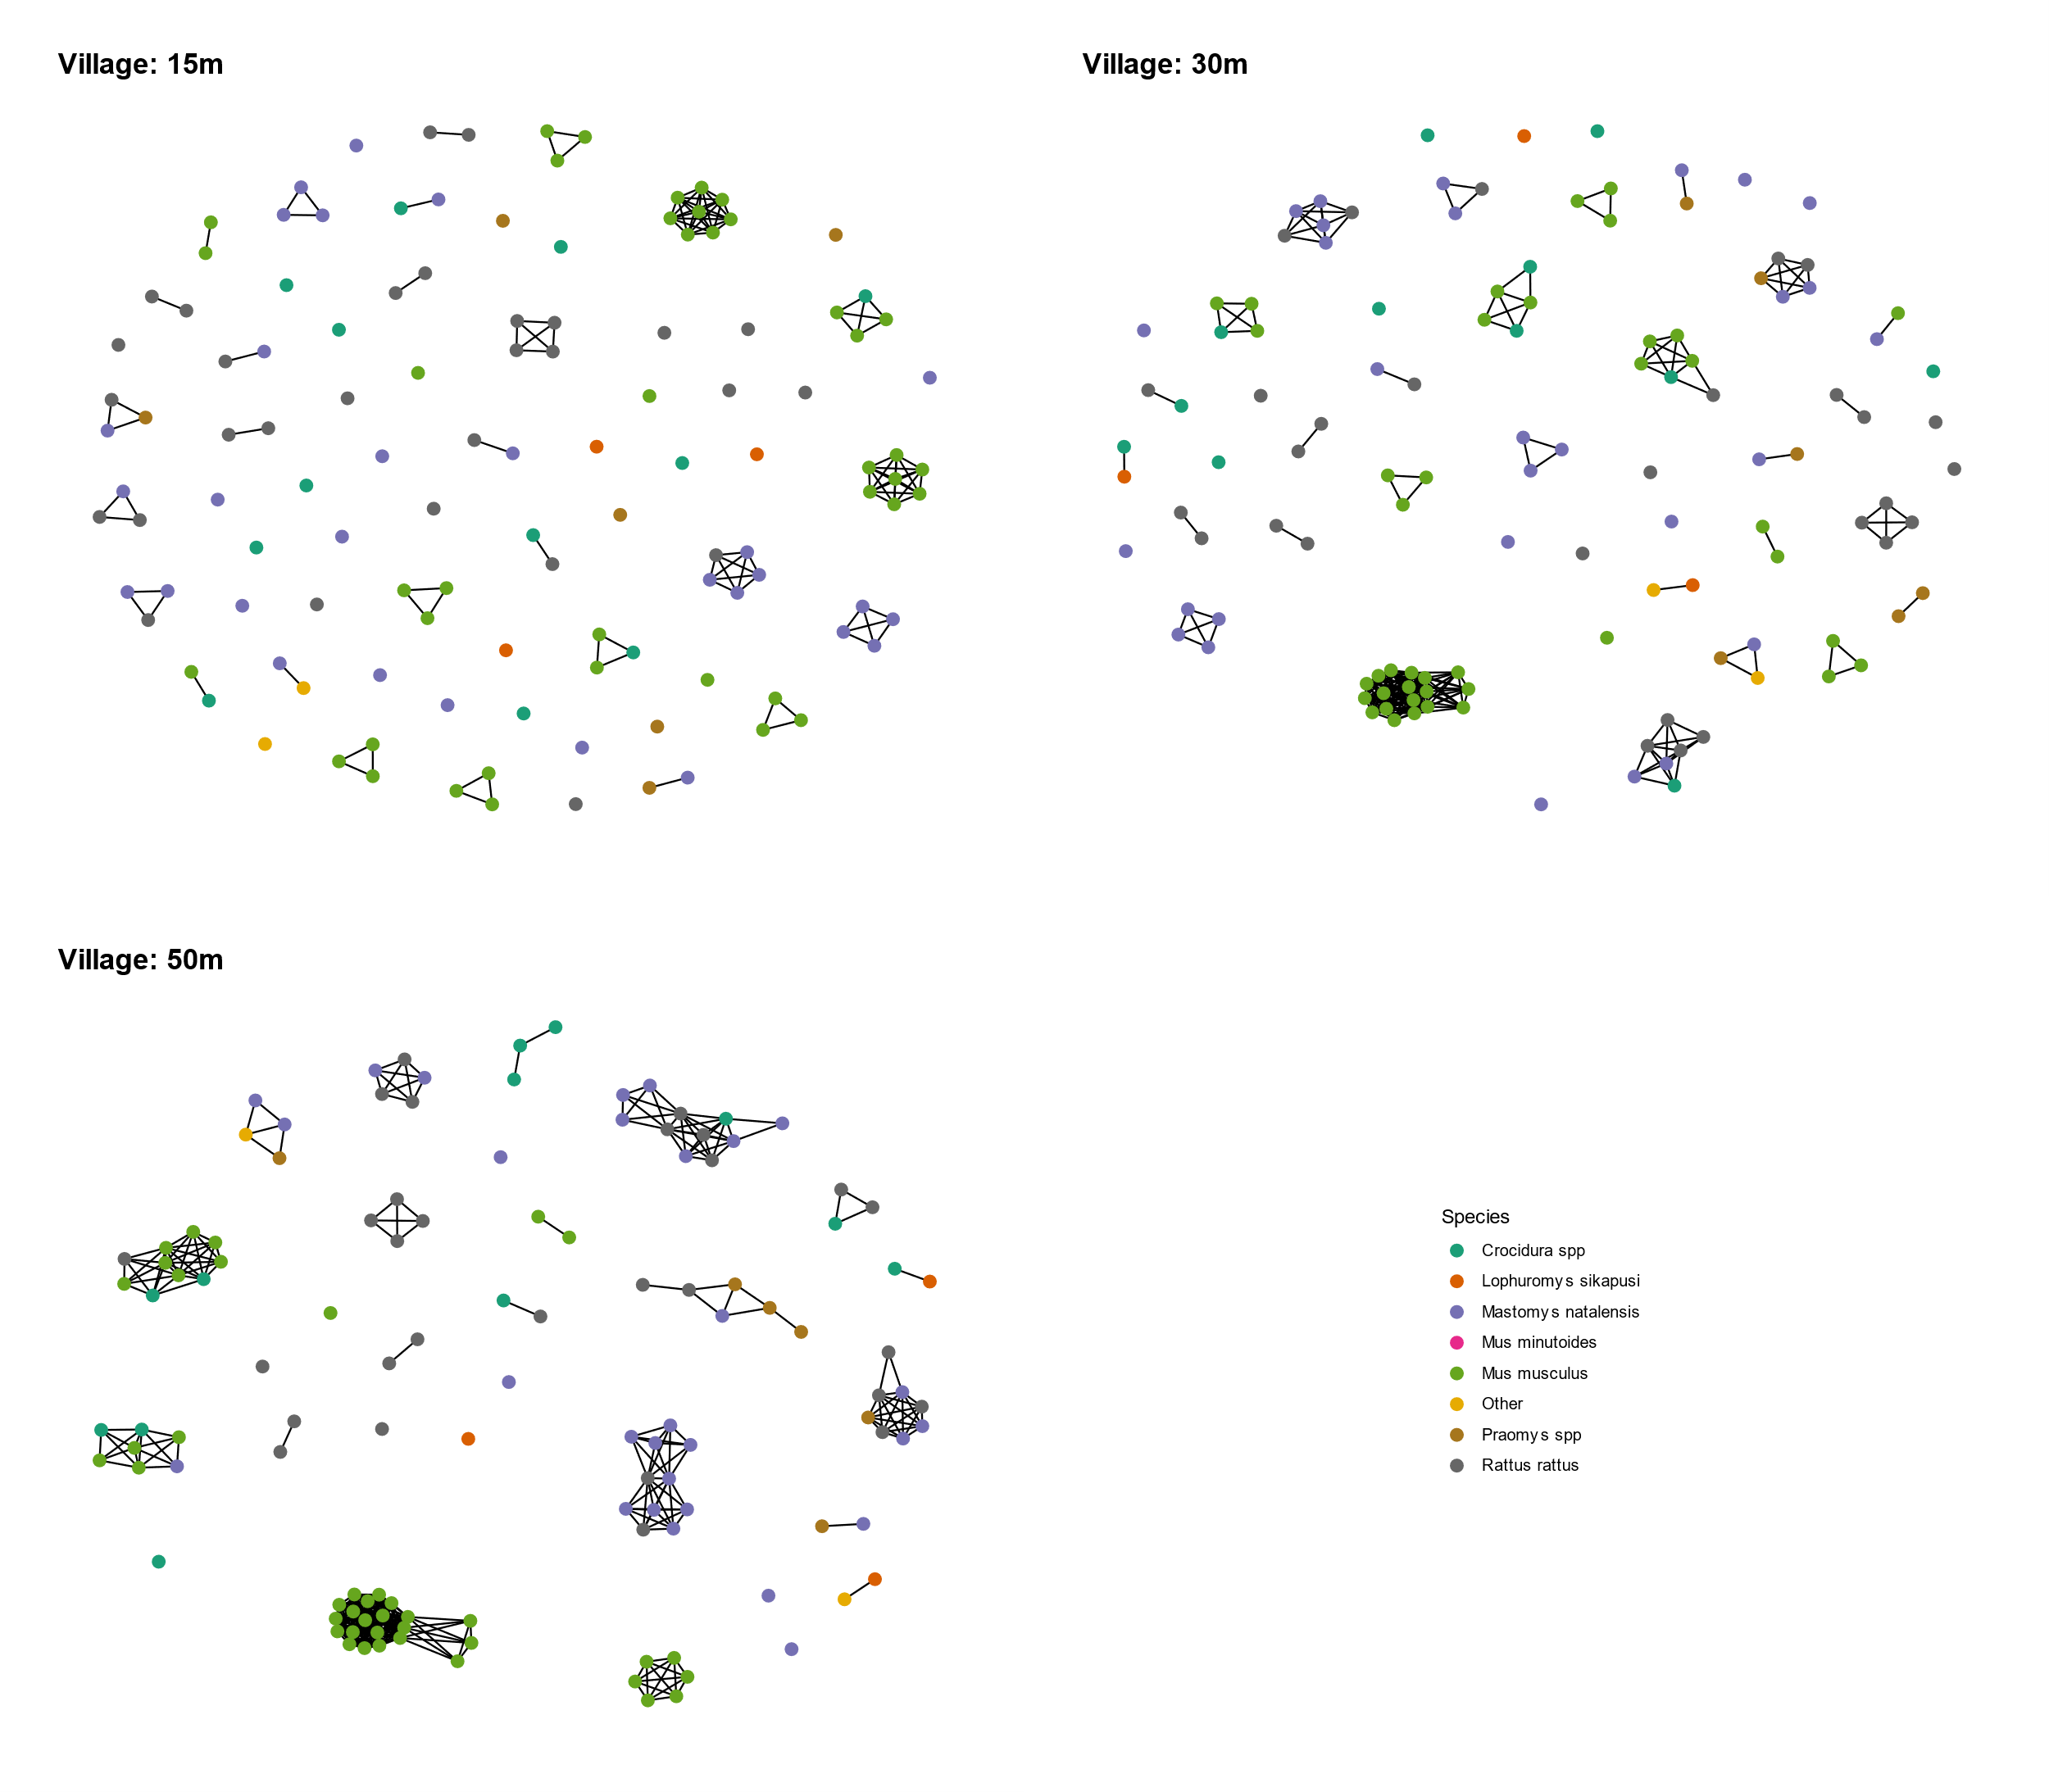 Village: 15m
Village: 30m
Village: 50m
Species
Crocidura spp
Lophuromys sikapusi
Mastomys natalensis
Mus minutoides
Mus musculus
Other
Praomys spp
Rattus rattus